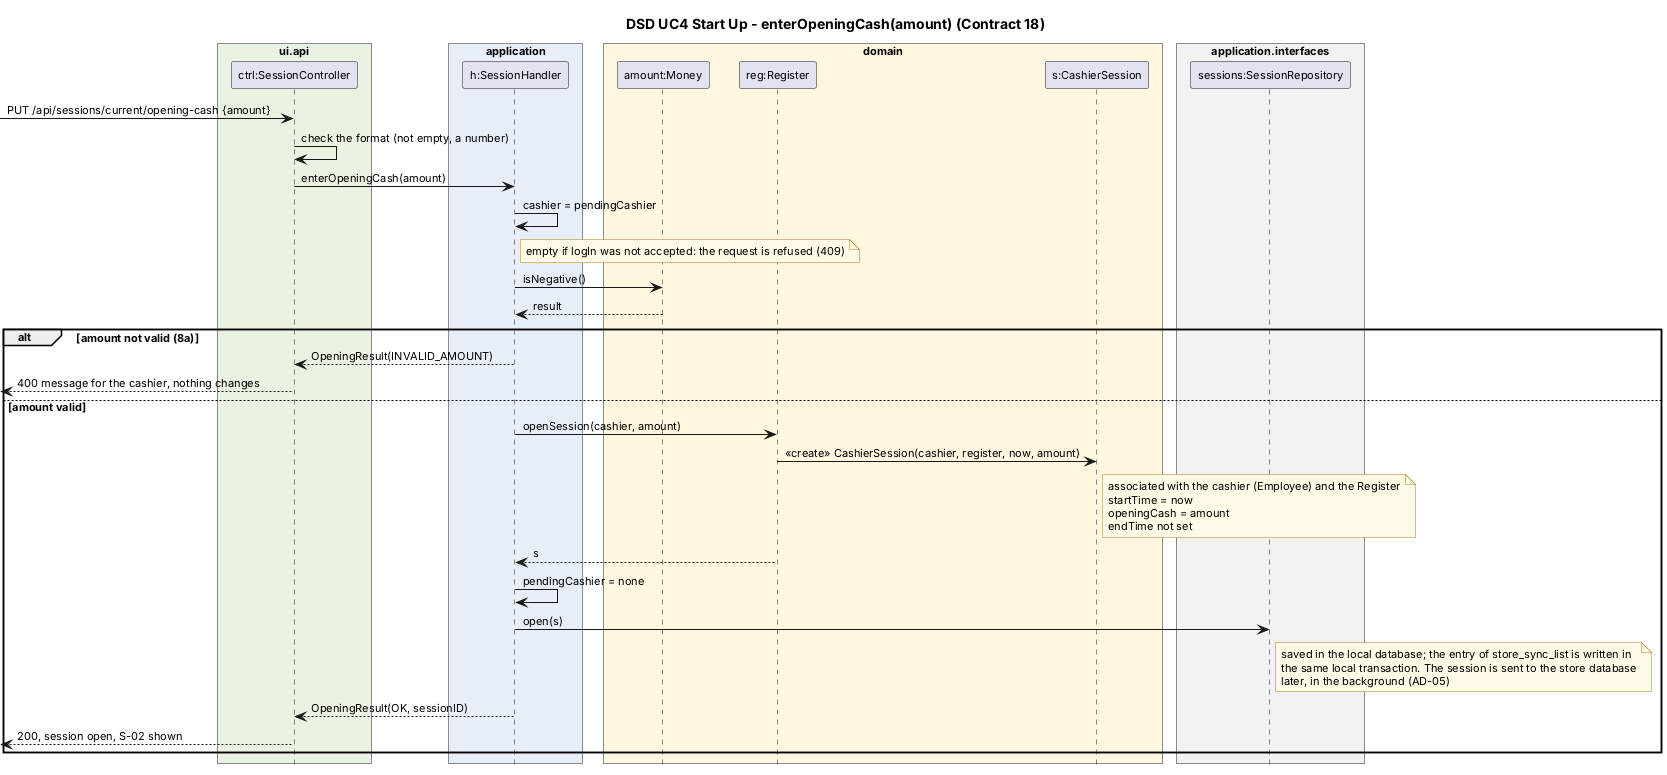 DSD UC4 Start Up - enterOpeningCash(amount) (Contract 18)
ui.api
application
domain
application.interfaces
ctrl:SessionController
h:SessionHandler
amount:Money
reg:Register
s:CashierSession
sessions:SessionRepository
PUT /api/sessions/current/opening-cash {amount}
check the format (not empty, a number)
enterOpeningCash(amount)
cashier = pendingCashier
empty if logIn was not accepted: the request is refused (409)
isNegative()
result
alt
[amount not valid (8a)]
OpeningResult(INVALID_AMOUNT)
400 message for the cashier, nothing changes
[amount valid]
openSession(cashier, amount)
«create» CashierSession(cashier, register, now, amount)
associated with the cashier (Employee) and the Register
startTime = now
openingCash = amount
endTime not set
s
pendingCashier = none
open(s)
saved in the local database; the entry of store_sync_list is written in
the same local transaction. The session is sent to the store database
later, in the background (AD-05)
OpeningResult(OK, sessionID)
200, session open, S-02 shown